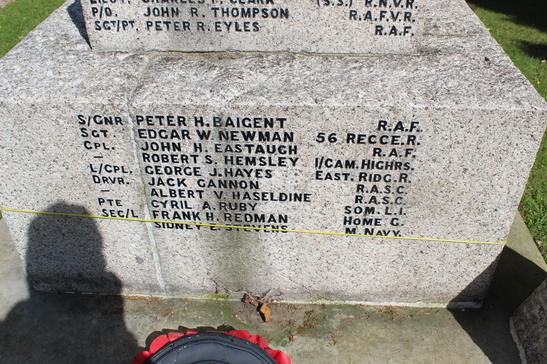 P/O. JOHN R. THOMPSON R.A.F.V.R.
SGT/PT. PETER R. EYLES R.A.F.
S/GNR PETER H. BAIGENT R.A.F.
SGT. EDGAR W. NEWMAN 56 RECCE. R.
CPL. JOHN H. EASTAUGH R.A.F.
— ROBERT S. HEMSLEY 1/CAM. HIGHRS.
L/CPL. GEORGE J. HAYES EAST. RIDG. R.
DRVR. JACK GANNON R.A.S.C.
— ALBERT V. HASELDINE R.A.S.C.
PTE CYRIL A. RUBY SOM. L.I.
SEC/L. FRANK H. REDMAN HOME G.
SIDNEY E. STEVENS M. NAVY.